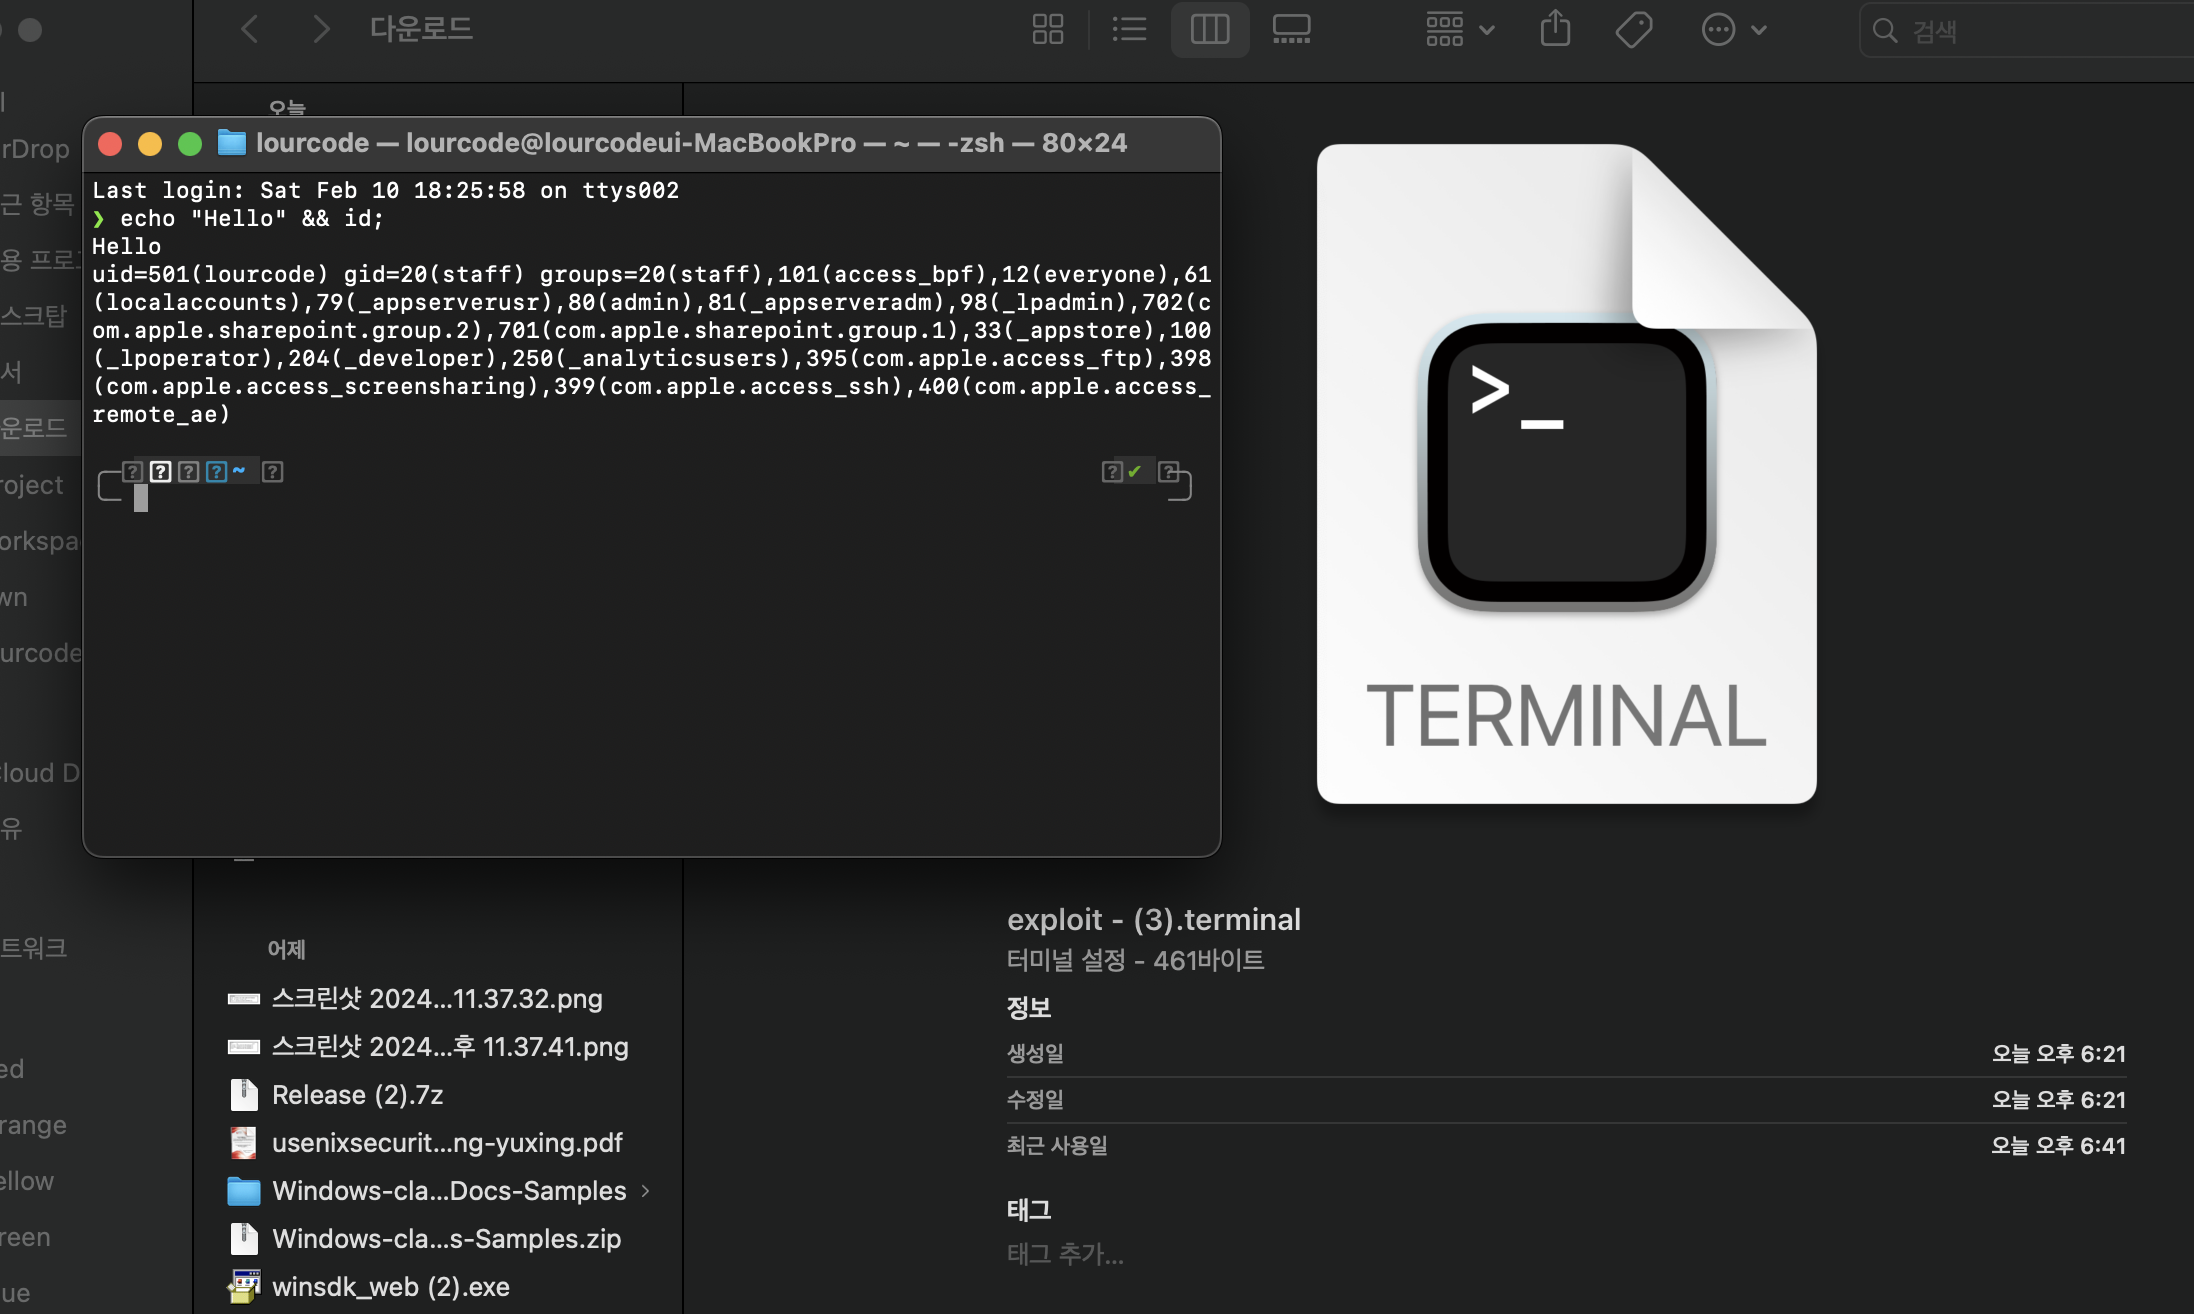 다운로드
검색
오늘
rDrop
근 항목
용 프로
스크탑
서
운로드
roject
orkspa
wn
urcode
Cloud D
유
트워크
ed
range
ellow
reen
ue
lourcode — lourcode@lourcodeui-MacBookPro — ~ — -zsh — 80×24
Last login: Sat Feb 10 18:25:58 on ttys002
❯ echo "Hello" && id;
Hello
uid=501(lourcode) gid=20(staff) groups=20(staff),101(access_bpf),12(everyone),61
(localaccounts),79(_appserverusr),80(admin),81(_appserveradm),98(_lpadmin),702(c
om.apple.sharepoint.group.2),701(com.apple.sharepoint.group.1),33(_appstore),100
(_lpoperator),204(_developer),250(_analyticsusers),395(com.apple.access_ftp),398
(com.apple.access_screensharing),399(com.apple.access_ssh),400(com.apple.access_
remote_ae)
? ? ? ? ~ ? ? ✔ ?
어제
스크린샷 2024...11.37.32.png
스크린샷 2024...후 11.37.41.png
Release (2).7z
usenixsecurit...ng-yuxing.pdf
Windows-cla...Docs-Samples
Windows-cla...s-Samples.zip
winsdk_web (2).exe
>_
TERMINAL
exploit - (3).terminal
터미널 설정 - 461바이트
정보
생성일 오늘 오후 6:21
수정일 오늘 오후 6:21
최근 사용일 오늘 오후 6:41
태그
태그 추가...